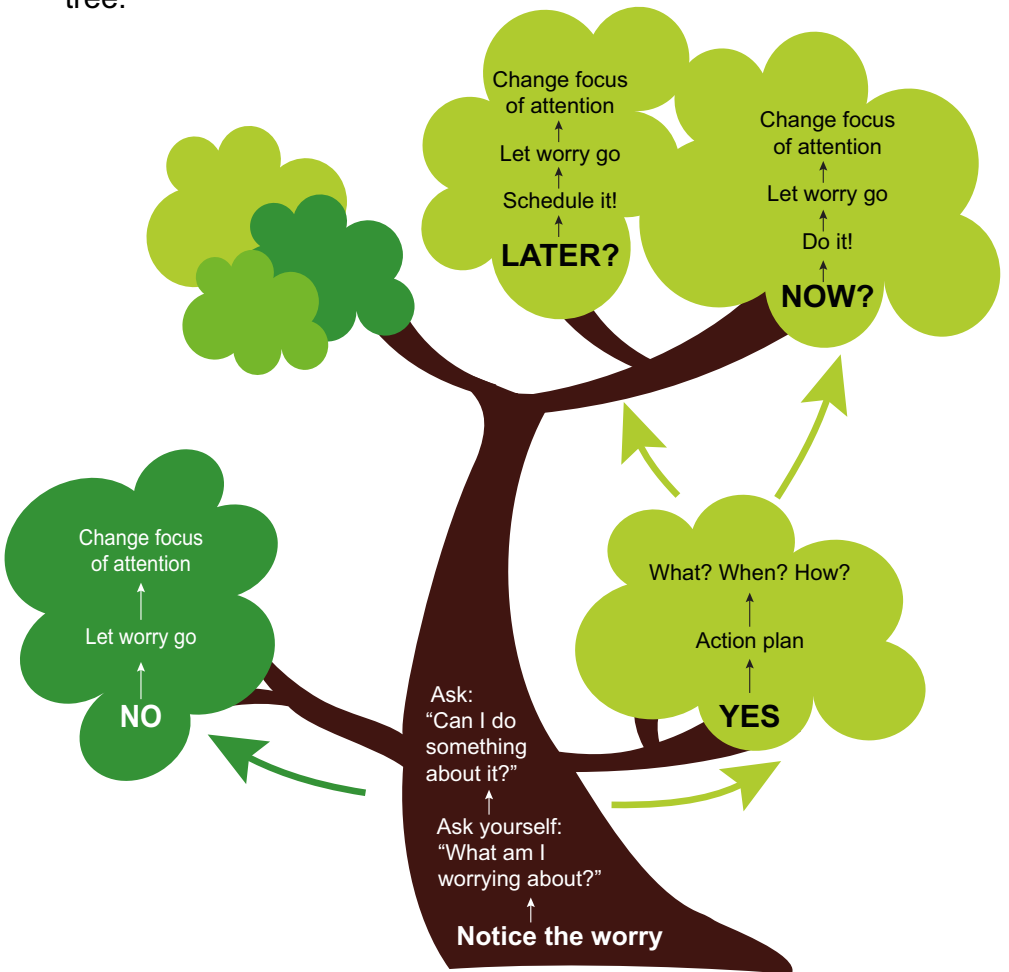 tree.
Change focus
of attention
Let worry go
Schedule it!
LATER?
Change focus
of attention
Let worry go
Do it!
NOW?
Change focus
of attention
Let worry go
NO
What? When? How?
Action plan
YES
Ask:
“Can I do
something
about it?”
Ask yourself:
“What am I
worrying about?”
Notice the worry